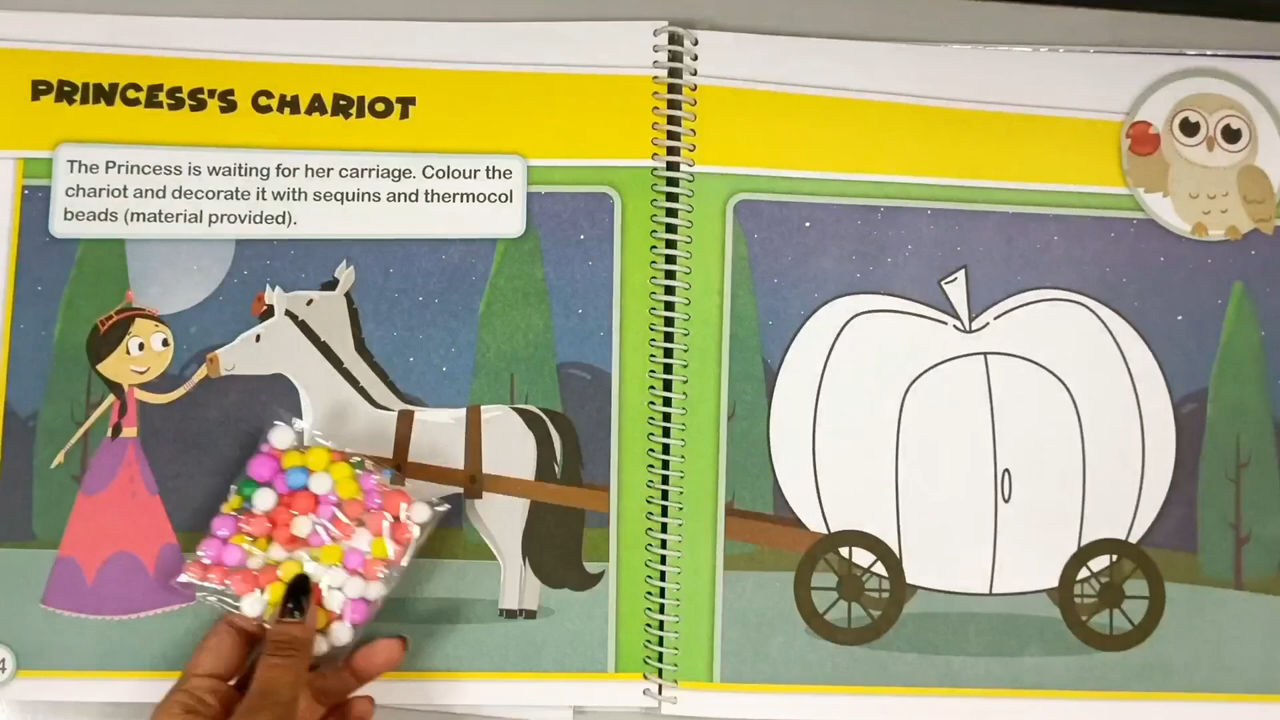 PRINCESS'S CHARIOT
The Princess is waiting for her carriage. Colour the
chariot and decorate it with sequins and thermocol
beads (material provided).
4